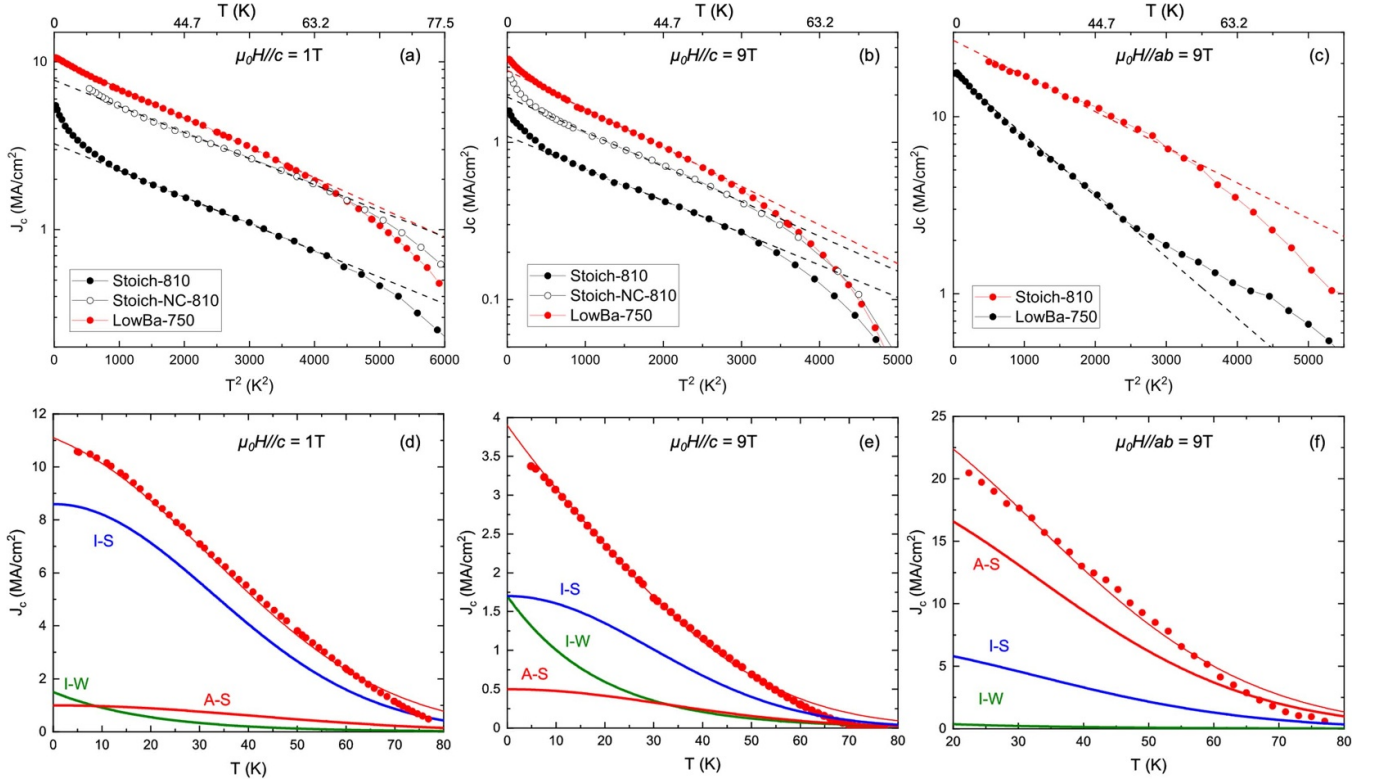 T (K)
0 44.7 63.2 77.5
μ₀H//c = 1T
(a)
10
1
J_c (MA/cm²)
Stoich-810
Stoich-NC-810
LowBa-750
0 1000 2000 3000 4000 5000 6000
T² (K²)
T (K)
0 44.7 63.2
μ₀H//c = 9T
(b)
1
0.1
Jc (MA/cm²)
Stoich-810
Stoich-NC-810
LowBa-750
0 1000 2000 3000 4000 5000
T² (K²)
T (K)
0 44.7 63.2
μ₀H//ab = 9T
(c)
10
1
Jc (MA/cm²)
Stoich-810
LowBa-750
0 1000 2000 3000 4000 5000
T² (K²)
μ₀H//c = 1T
(d)
12
10
8
6
4
2
0
J_c (MA/cm²)
I-S
I-W
A-S
0 10 20 30 40 50 60 70 80
T (K)
μ₀H//c = 9T
(e)
4
3.5
3
2.5
2
1.5
1
0.5
0
J_c (MA/cm²)
I-S
I-W
A-S
0 10 20 30 40 50 60 70 80
T (K)
μ₀H//ab = 9T
(f)
25
20
15
10
5
0
J_c (MA/cm²)
A-S
I-S
I-W
20 30 40 50 60 70 80
T (K)